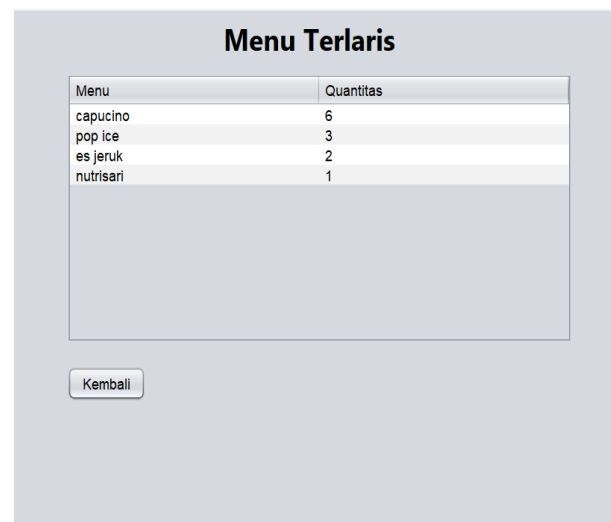 Menu Terlaris
Menu Quantitas
capucino 6
pop ice 3
es jeruk 2
nutrisari 1
Kembali